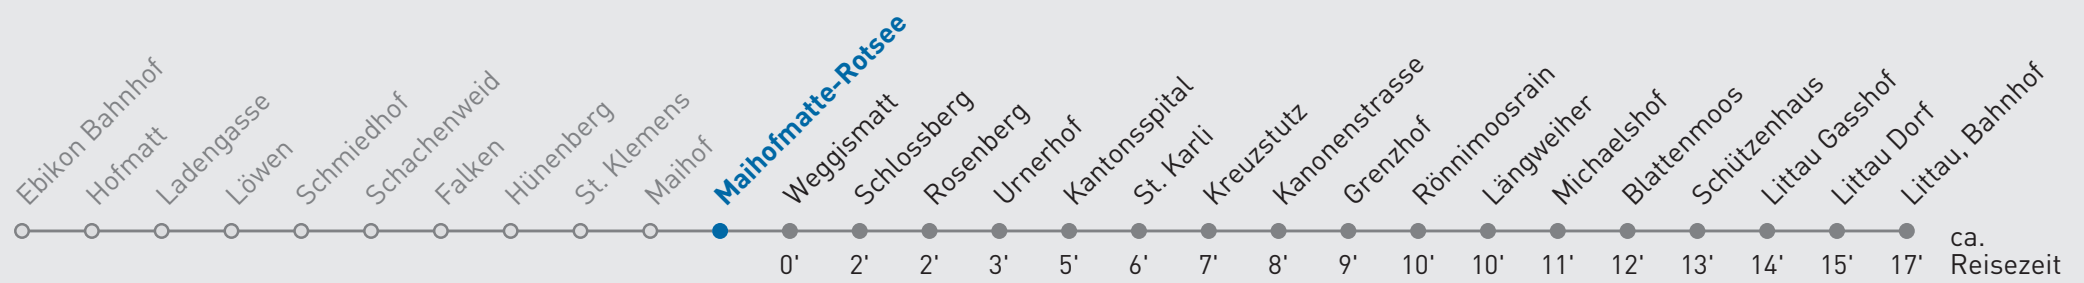 Ebikon Bahnhof
Hofmatt
Ladengasse
Löwen
Schmiedhof
Schachenweid
Falken
Hünenberg
St. Klemens
Maihof
Maihofmatte-Rotsee
Weggismatt
Schlossberg
Rosenberg
Urnerhof
Kantonsspital
St. Karli
Kreuzstutz
Kanonenstrasse
Grenzhof
Rönnimoosrain
Längweiher
Michaelshof
Blattenmoos
Schützenhaus
Littau Gasshof
Littau Dorf
Littau, Bahnhof
0' 2' 2' 3' 5' 6' 7' 8' 9' 10' 10' 11' 12' 13' 14' 15' 17'
ca.
Reisezeit